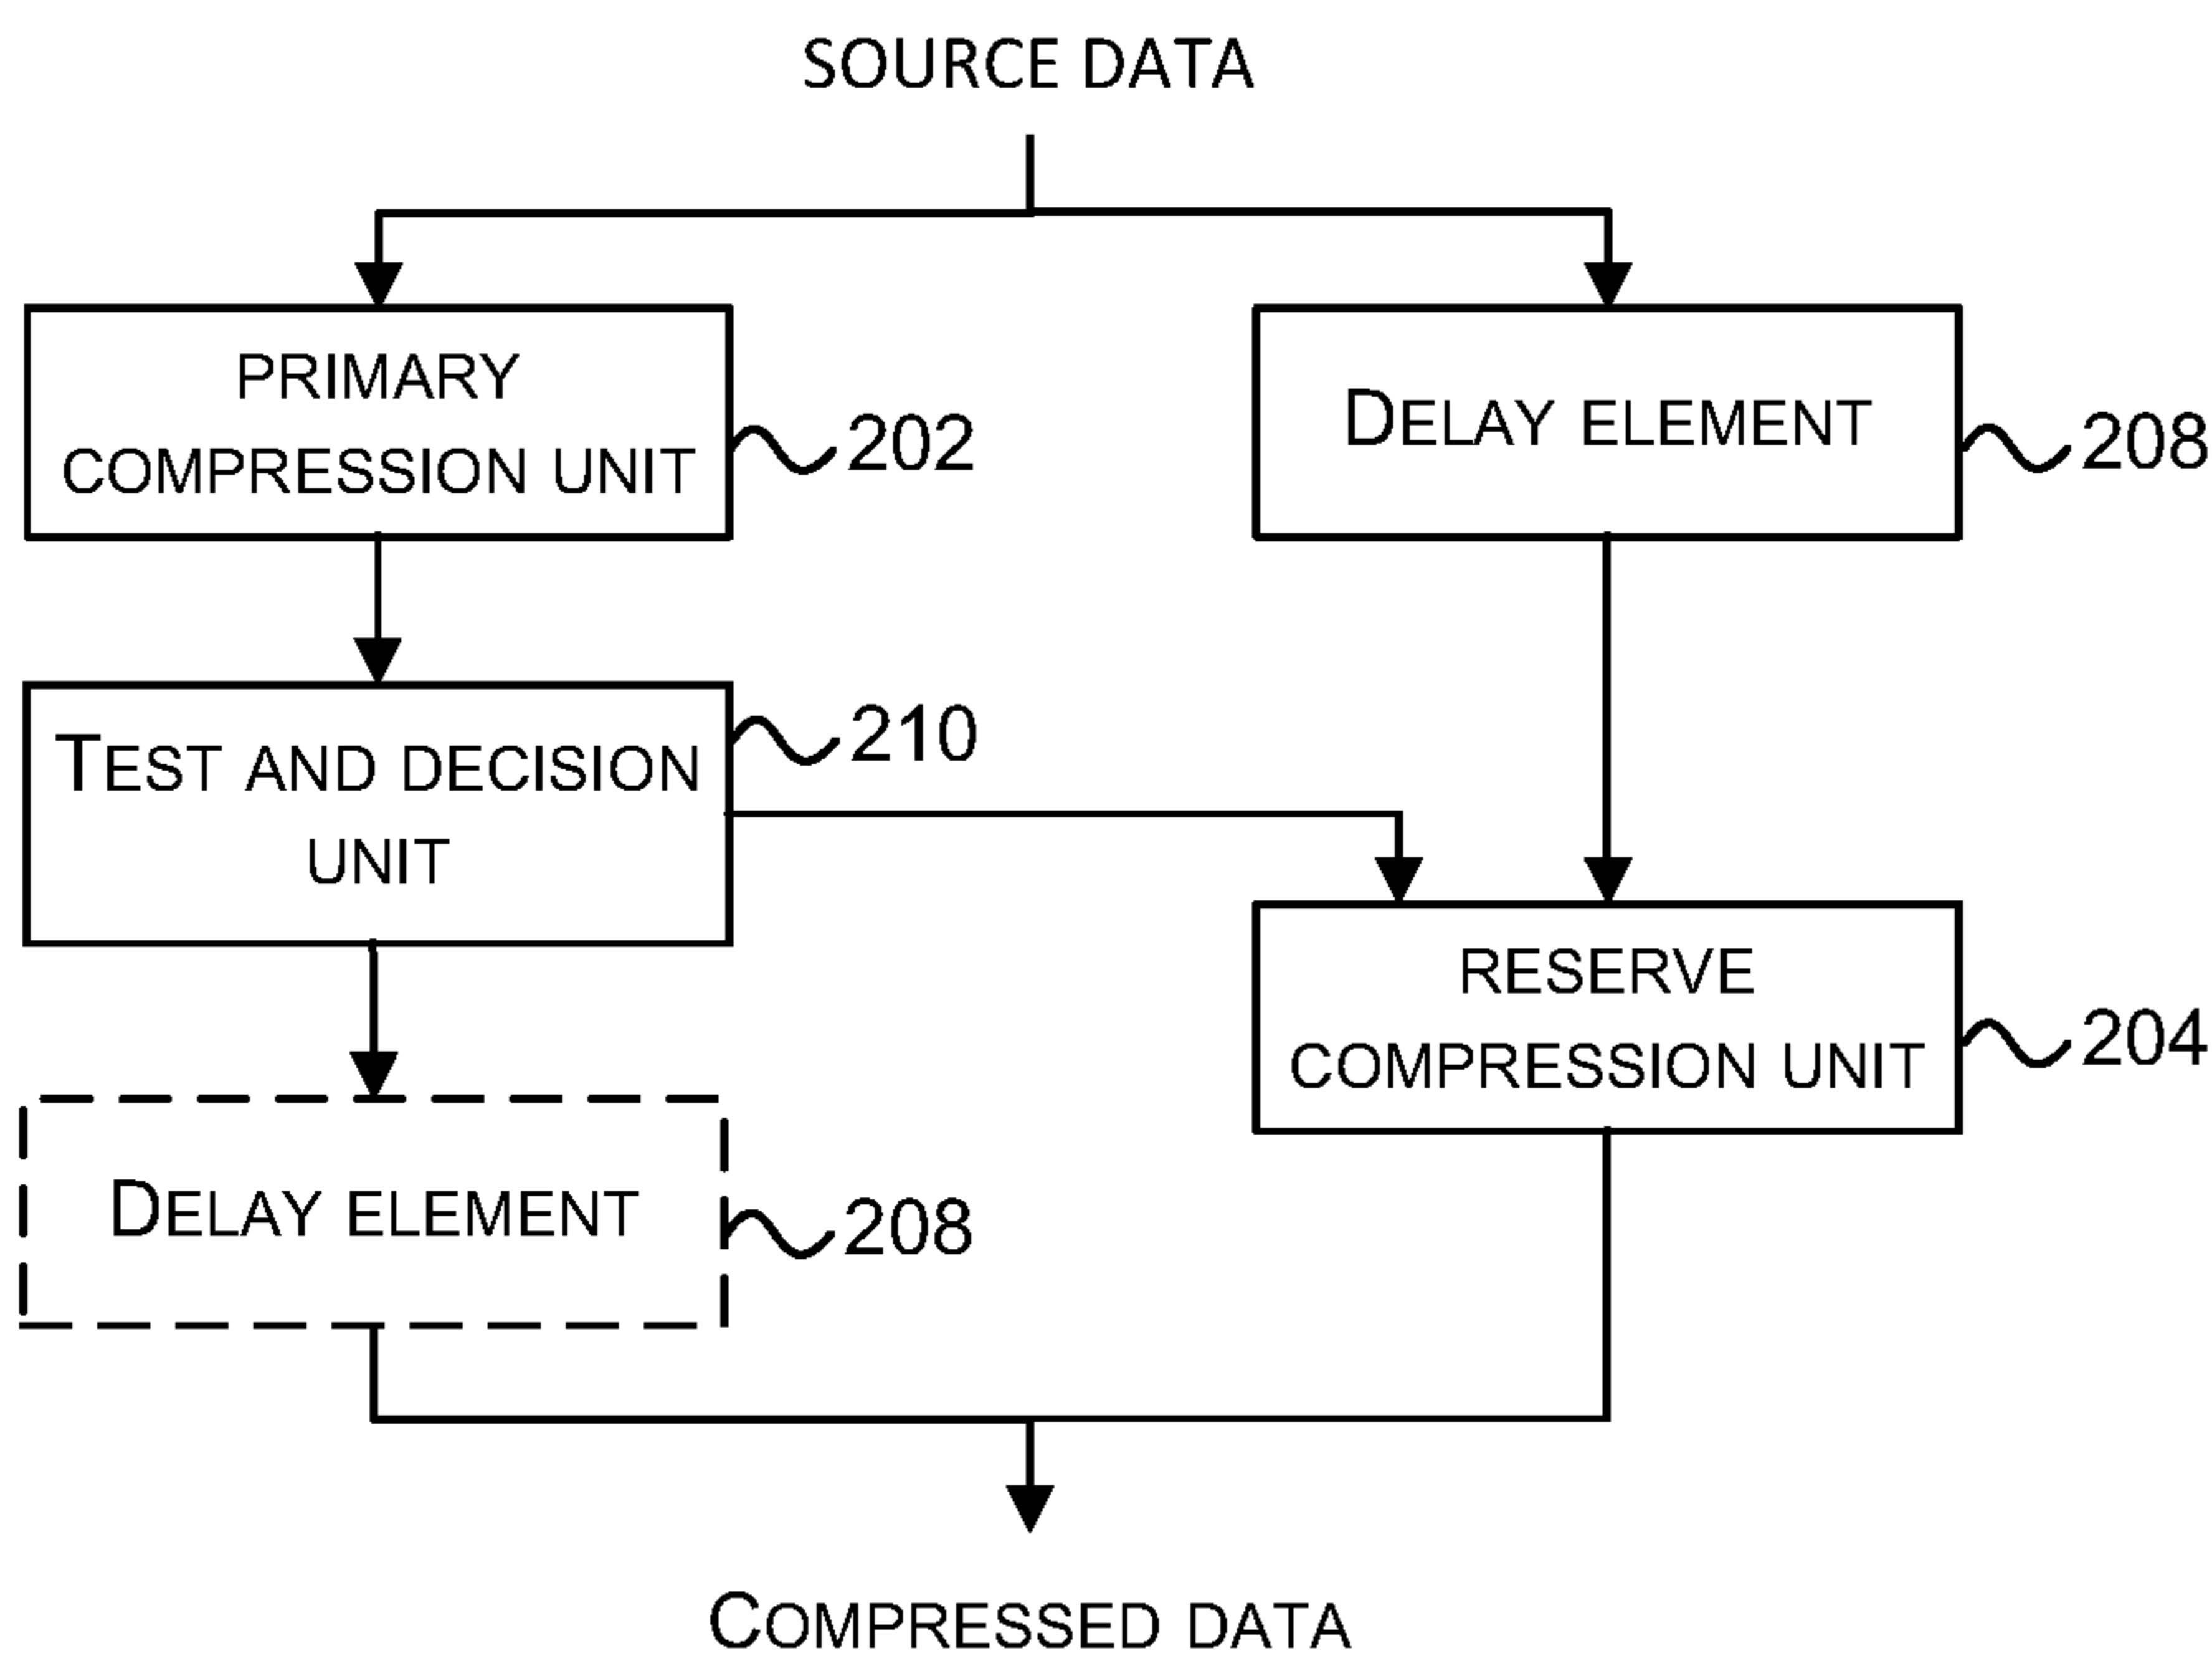 SOURCE DATA
PRIMARY
COMPRESSION UNIT
202
DELAY ELEMENT
208
TEST AND DECISION
UNIT
210
RESERVE
COMPRESSION UNIT
204
DELAY ELEMENT
208
COMPRESSED DATA